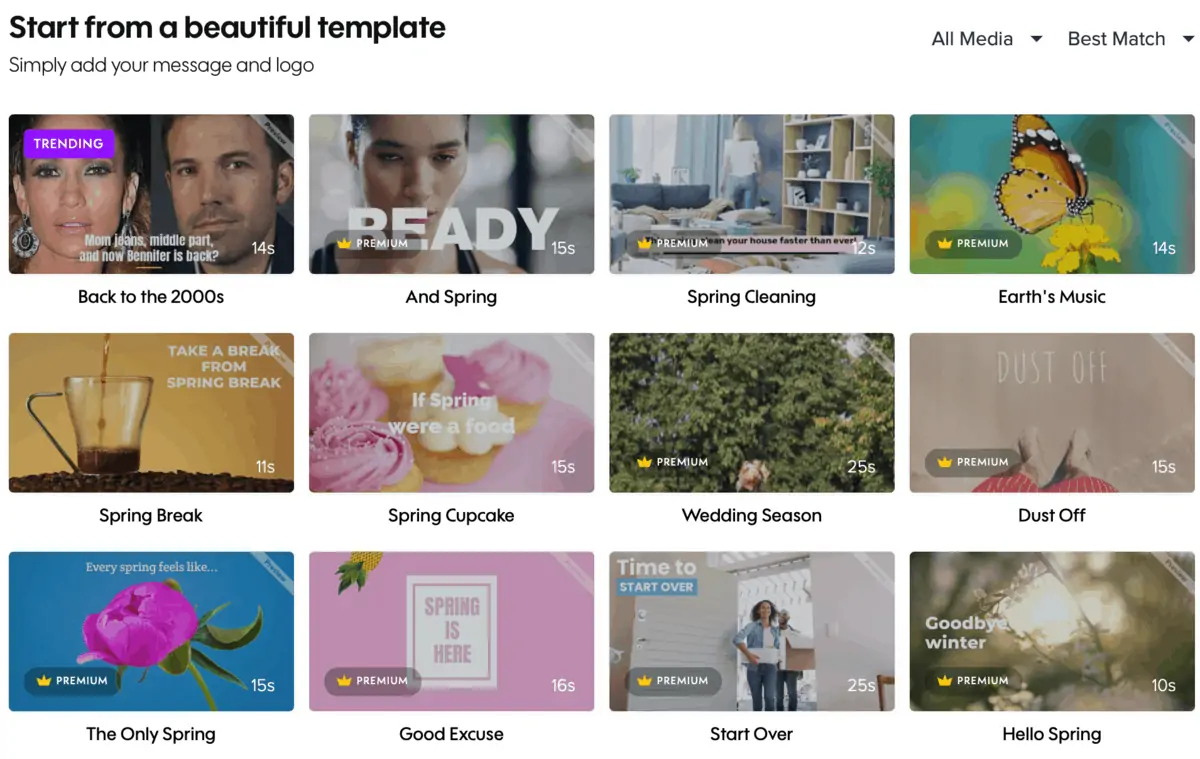 Start from a beautiful template
Simply add your message and logo
All Media
Best Match
TRENDING
Mom jeans, middle part,
and now Bennifer is back?
14s
Preview
Back to the 2000s
READY
PREMIUM
15s
And Spring
PREMIUM
ean your house faster than ever!
12s
Spring Cleaning
PREMIUM
14s
Preview
Earth's Music
TAKE A BREAK
FROM
SPRING BREAK
11s
Spring Break
If Spring
were a food
15s
Spring Cupcake
PREMIUM
25s
Wedding Season
DUST OFF
PREMIUM
15s
Dust Off
Every spring feels like...
Preview
PREMIUM
15s
The Only Spring
SPRING
IS
HERE
PREMIUM
16s
Good Excuse
Time to
START OVER
PREMIUM
25s
Start Over
Preview
Goodbye
winter
PREMIUM
10s
Hello Spring